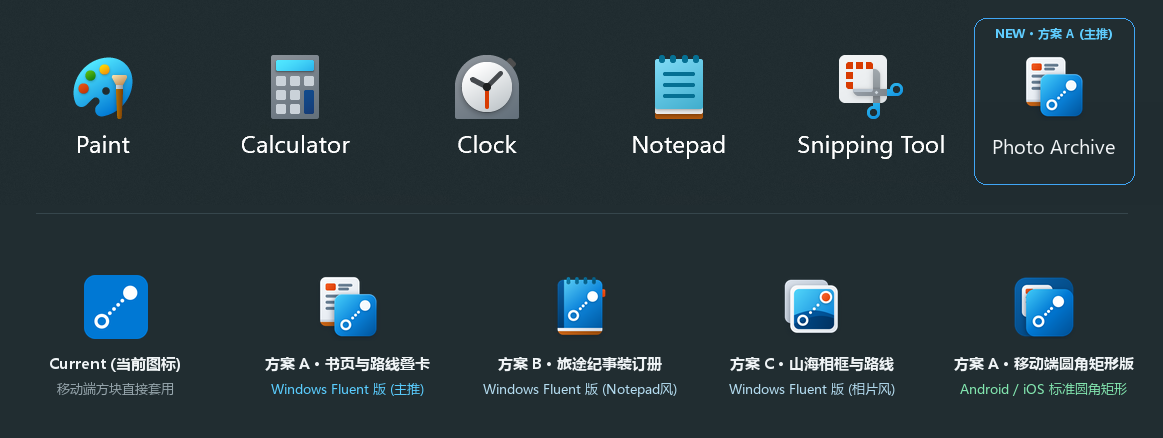 NEW • 方案 A (主推)
Paint
Calculator
Clock
Notepad
Snipping Tool
Photo Archive
Current (当前图标)
方案 A • 书页与路线叠卡
方案 B • 旅途纪事装订册
方案 C • 山海相框与路线
方案 A • 移动端圆角矩形版
移动端方块直接套用
Windows Fluent 版 (主推)
Windows Fluent 版 (Notepad风)
Windows Fluent 版 (相片风)
Android / iOS 标准圆角矩形